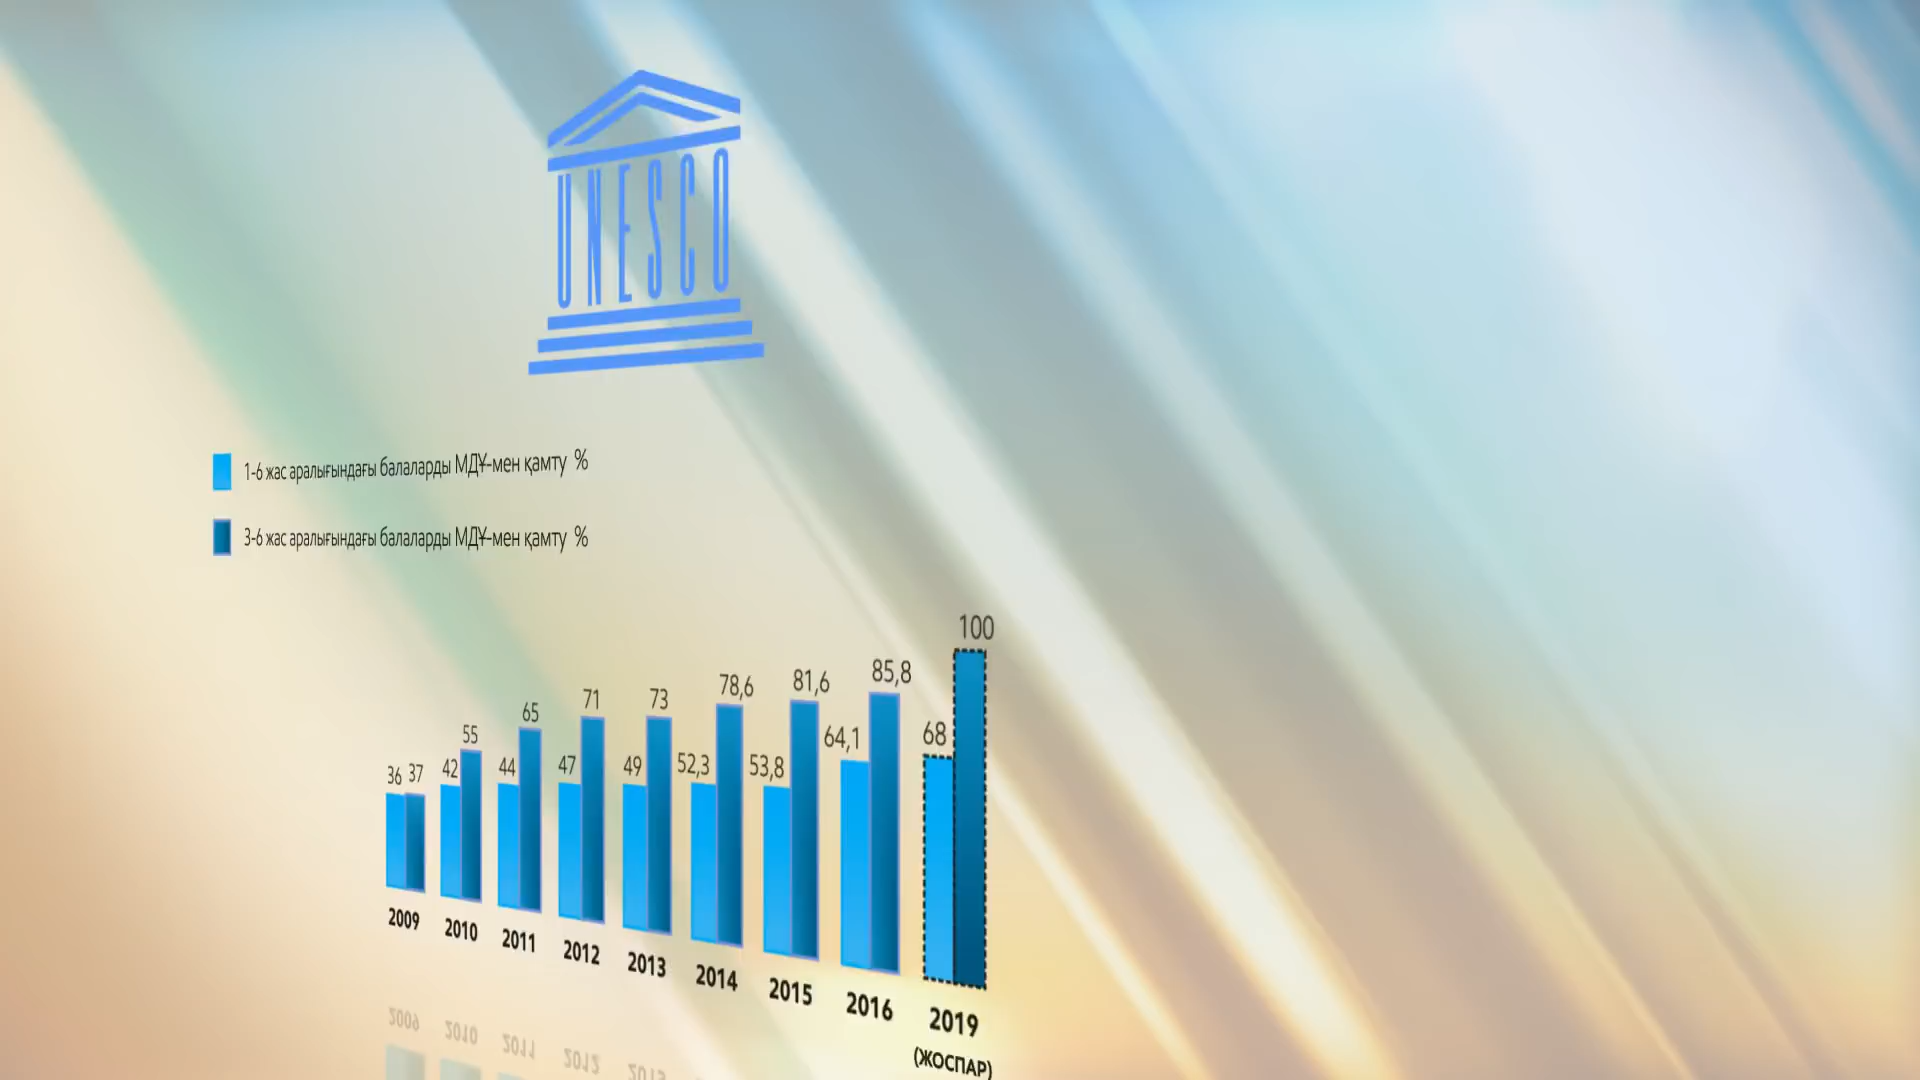 UNESCO
1-6 жас аралығындағы балаларды МДҰ-мен қамту %
3-6 жас аралығындағы балаларды МДҰ-мен қамту %
36 37 42 55 44 65 47 71 49 73 52,3 78,6 53,8 81,6 64,1 85,8 68 100
2009 2010 2011 2012 2013 2014 2015 2016 2019
(ЖОСПАР)